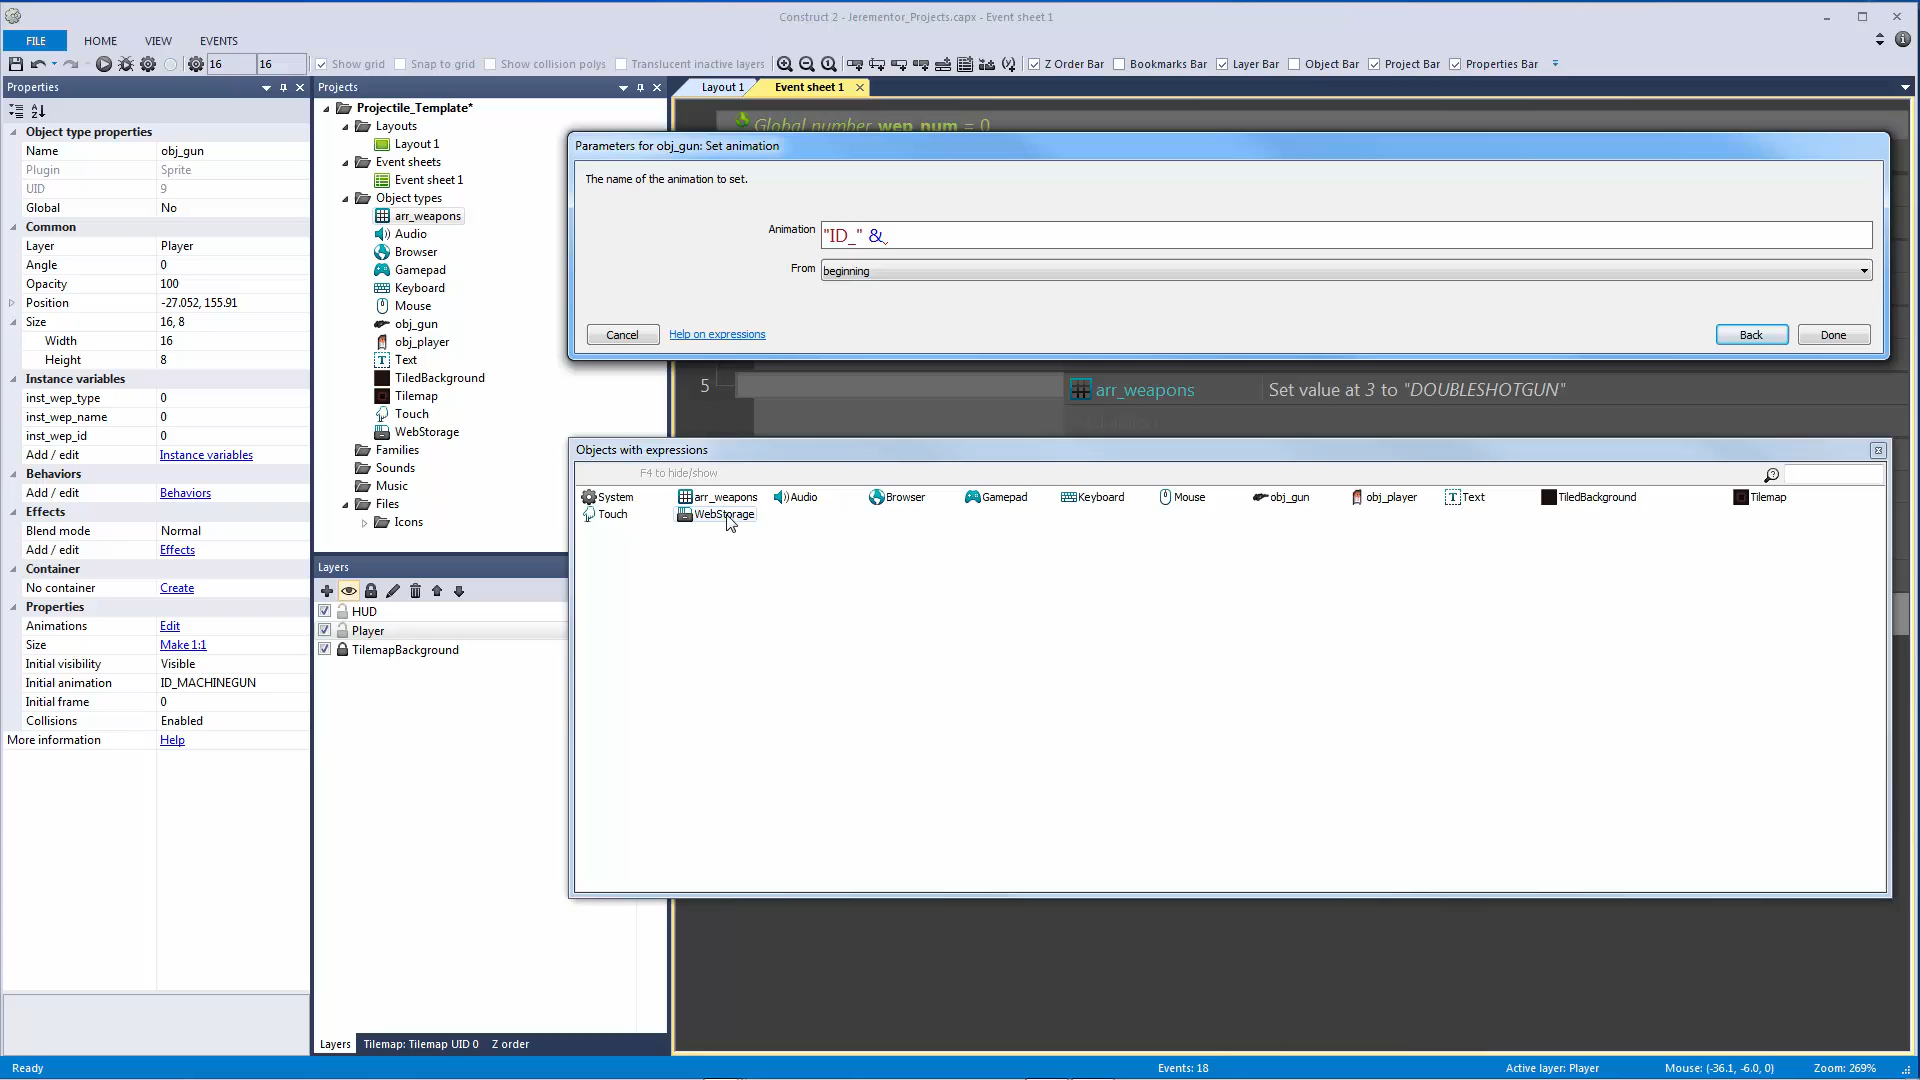 Construct 2 - Jerementor_Projects.capx - Event sheet 1
FILE
HOME
VIEW
EVENTS
16
16
Show grid
Snap to grid
Show collision polys
Translucent inactive layers
Z Order Bar
Bookmarks Bar
Layer Bar
Object Bar
Project Bar
Properties Bar
Properties
Object type properties
Name obj_gun
Plugin Sprite
UID 9
Global No
Common
Layer Player
Angle 0
Opacity 100
Position -27.052, 155.91
Size 16, 8
Width 16
Height 8
Instance variables
inst_wep_type 0
inst_wep_name 0
inst_wep_id 0
Add / edit Instance variables
Behaviors
Add / edit Behaviors
Effects
Blend mode Normal
Add / edit Effects
Container
No container Create
Properties
Animations Edit
Size Make 1:1
Initial visibility Visible
Initial animation ID_MACHINEGUN
Initial frame 0
Collisions Enabled
More information Help
Projects
Projectile_Template*
Layouts
Layout 1
Event sheets
Event sheet 1
Object types
arr_weapons
Audio
Browser
Gamepad
Keyboard
Mouse
obj_gun
obj_player
Text
TiledBackground
Tilemap
Touch
WebStorage
Families
Sounds
Music
Files
Icons
Layers
HUD
Player
TilemapBackground
Layers
Tilemap: Tilemap UID 0
Z order
Layout 1
Event sheet 1
Global number wep_num = 0
Parameters for obj_gun: Set animation
The name of the animation to set.
Animation "ID_" &
From beginning
Cancel
Help on expressions
Back
Done
5 arr_weapons Set value at 3 to "DOUBLESHOTGUN"
Objects with expressions
F4 to hide/show
System
arr_weapons
Audio
Browser
Gamepad
Keyboard
Mouse
obj_gun
obj_player
Text
TiledBackground
Tilemap
Touch
WebStorage
Ready
Events: 18
Active layer: Player
Mouse: (-36.1, -6.0, 0)
Zoom: 269%